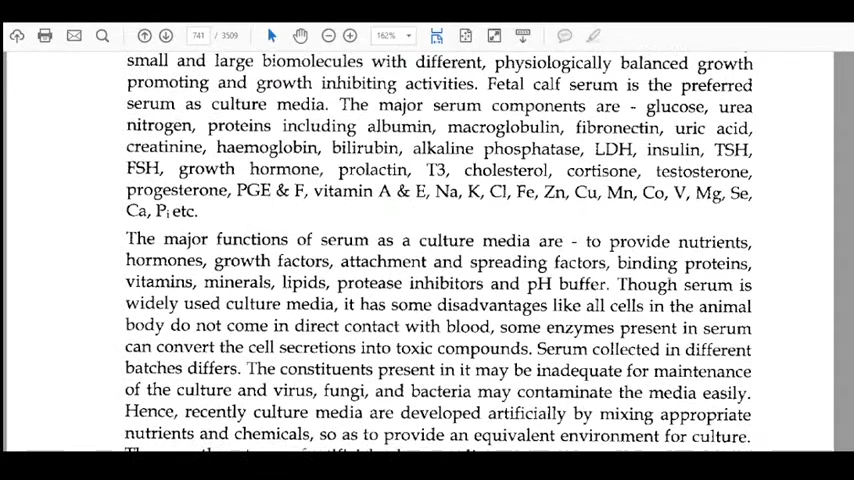 741 / 3509
162%
small and large biomolecules with different, physiologically balanced growth
promoting and growth inhibiting activities. Fetal calf serum is the preferred
serum as culture media. The major serum components are - glucose, urea
nitrogen, proteins including albumin, macroglobulin, fibronectin, uric acid,
creatinine, haemoglobin, bilirubin, alkaline phosphatase, LDH, insulin, TSH,
FSH, growth hormone, prolactin, T3, cholesterol, cortisone, testosterone,
progesterone, PGE & F, vitamin A & E, Na, K, Cl, Fe, Zn, Cu, Mn, Co, V, Mg, Se,
Ca, Pi etc.
The major functions of serum as a culture media are - to provide nutrients,
hormones, growth factors, attachment and spreading factors, binding proteins,
vitamins, minerals, lipids, protease inhibitors and pH buffer. Though serum is
widely used culture media, it has some disadvantages like all cells in the animal
body do not come in direct contact with blood, some enzymes present in serum
can convert the cell secretions into toxic compounds. Serum collected in different
batches differs. The constituents present in it may be inadequate for maintenance
of the culture and virus, fungi, and bacteria may contaminate the media easily.
Hence, recently culture media are developed artificially by mixing appropriate
nutrients and chemicals, so as to provide an equivalent environment for culture.